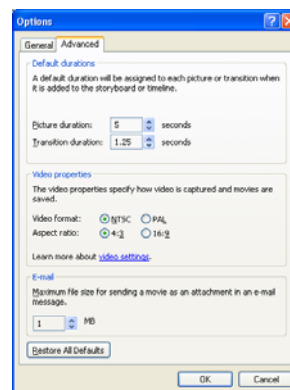 Options
General Advanced
Default durations
A default duration will be assigned to each picture or transition when
it is added to the storyboard or timeline.
Picture duration: 5 seconds
Transition duration: 1.25 seconds
Video properties
The video properties specify how video is captured and movies are
saved.
Video format: NTSC PAL
Aspect ratio: 4:3 16:9
Learn more about video settings.
E-mail
Maximum file size for sending a movie as an attachment in an e-mail
message.
1 MB
Restore All Defaults
OK Cancel